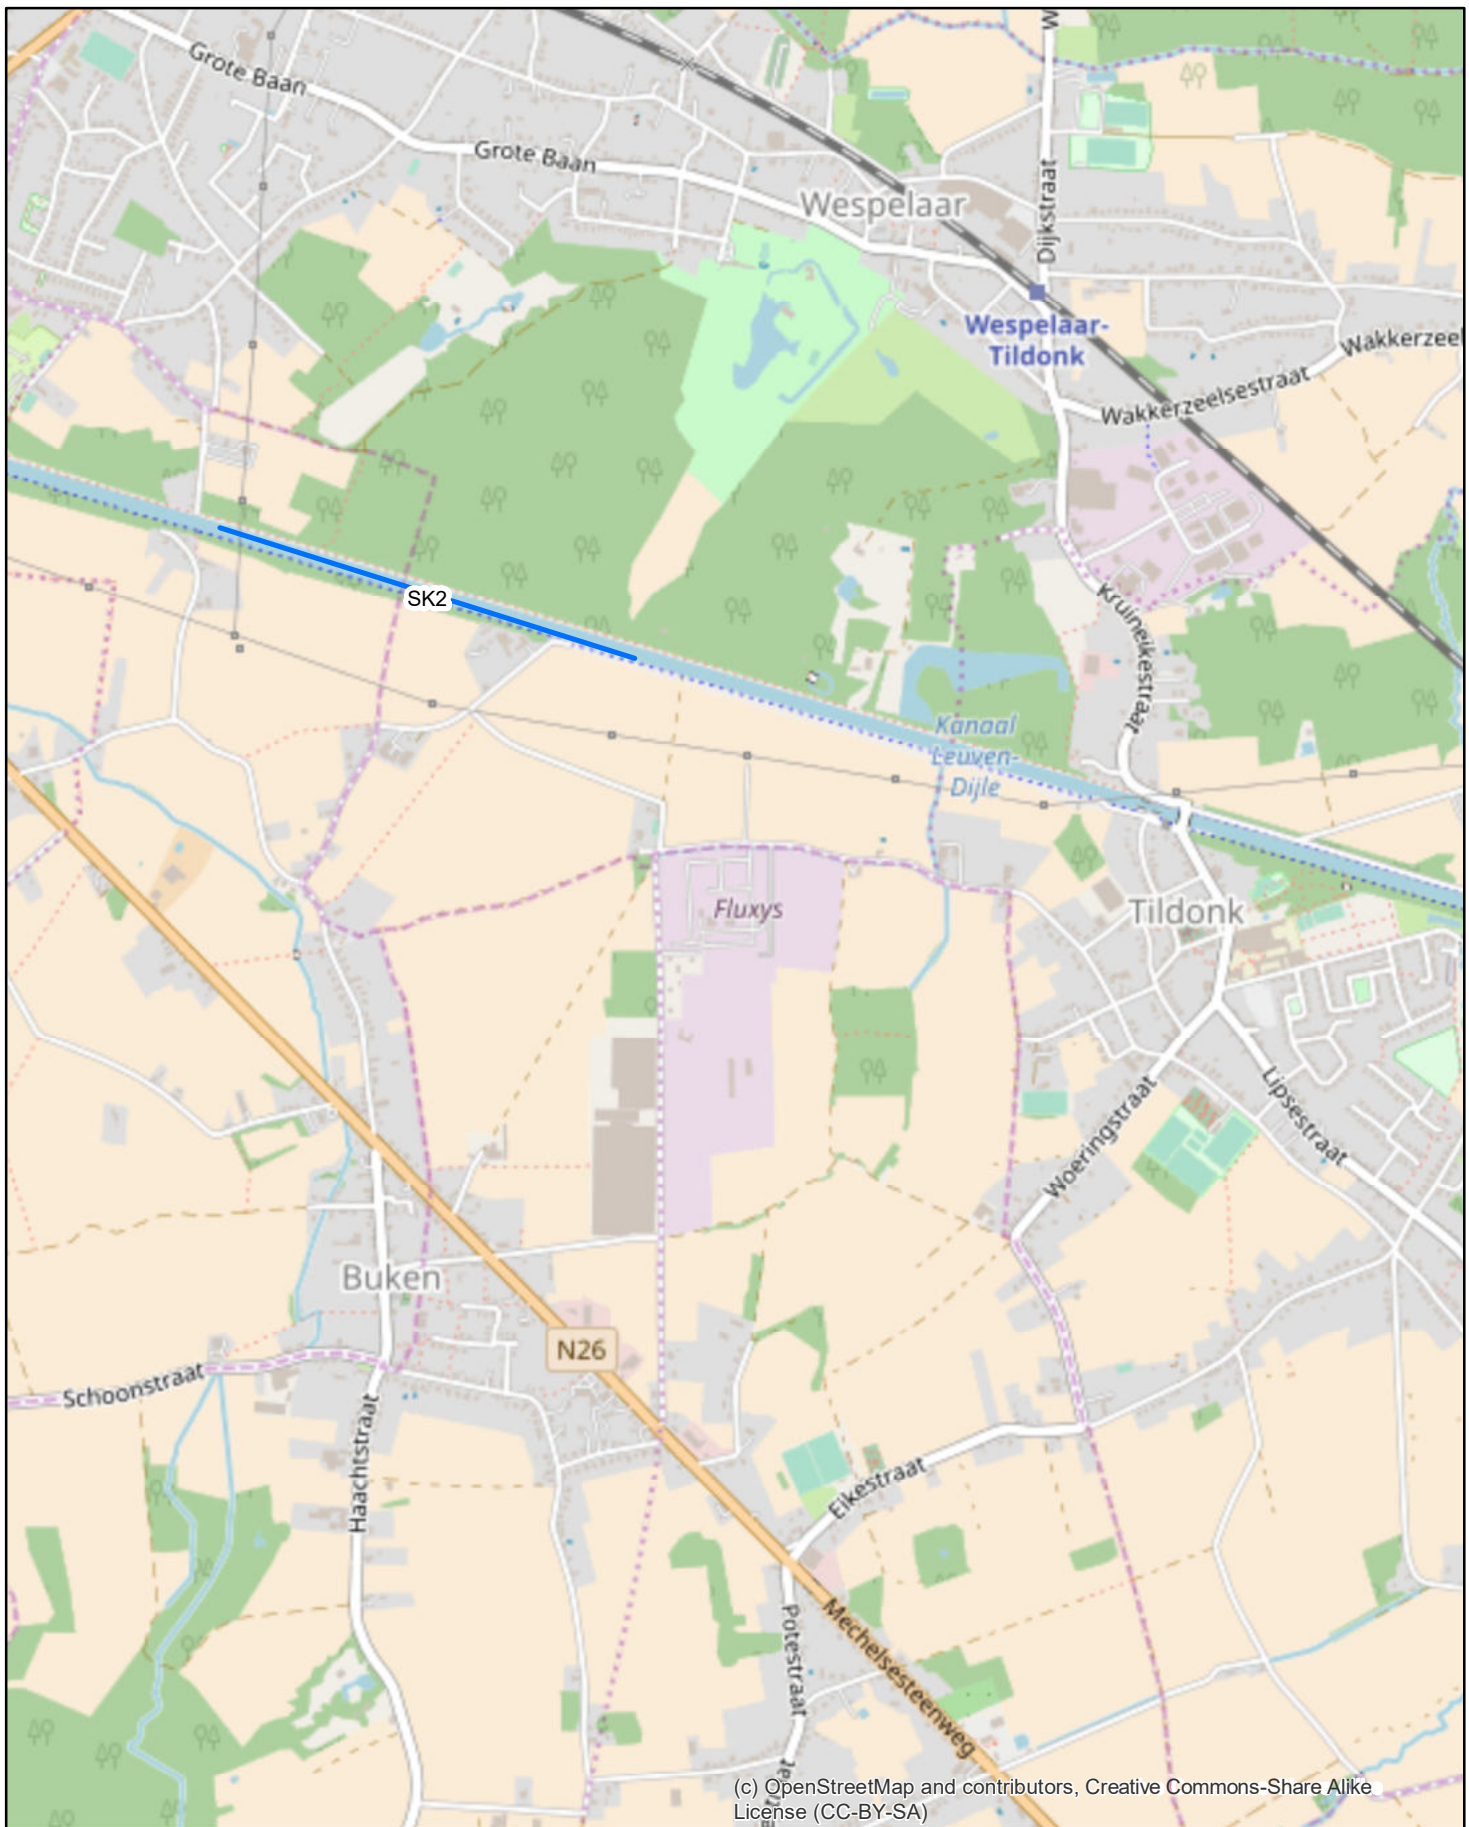 Grote Baan
Grote Baan
Wespelaar
Dijkstraat
Wespelaar-
Tildonk
Wakkerzeel
Wakkerzeelsestraat
SK2
Kruineikestraat
Kanaal
Leuven-
Dijle
Fluxys
Tildonk
Lipsestraat
Woeringstraat
Buken
N26
Schoonstraat
Haachtstraat
Eikestraat
Potestraat
Mechelsesteenweg
(c) OpenStreetMap and contributors, Creative Commons-Share Alike
License (CC-BY-SA)